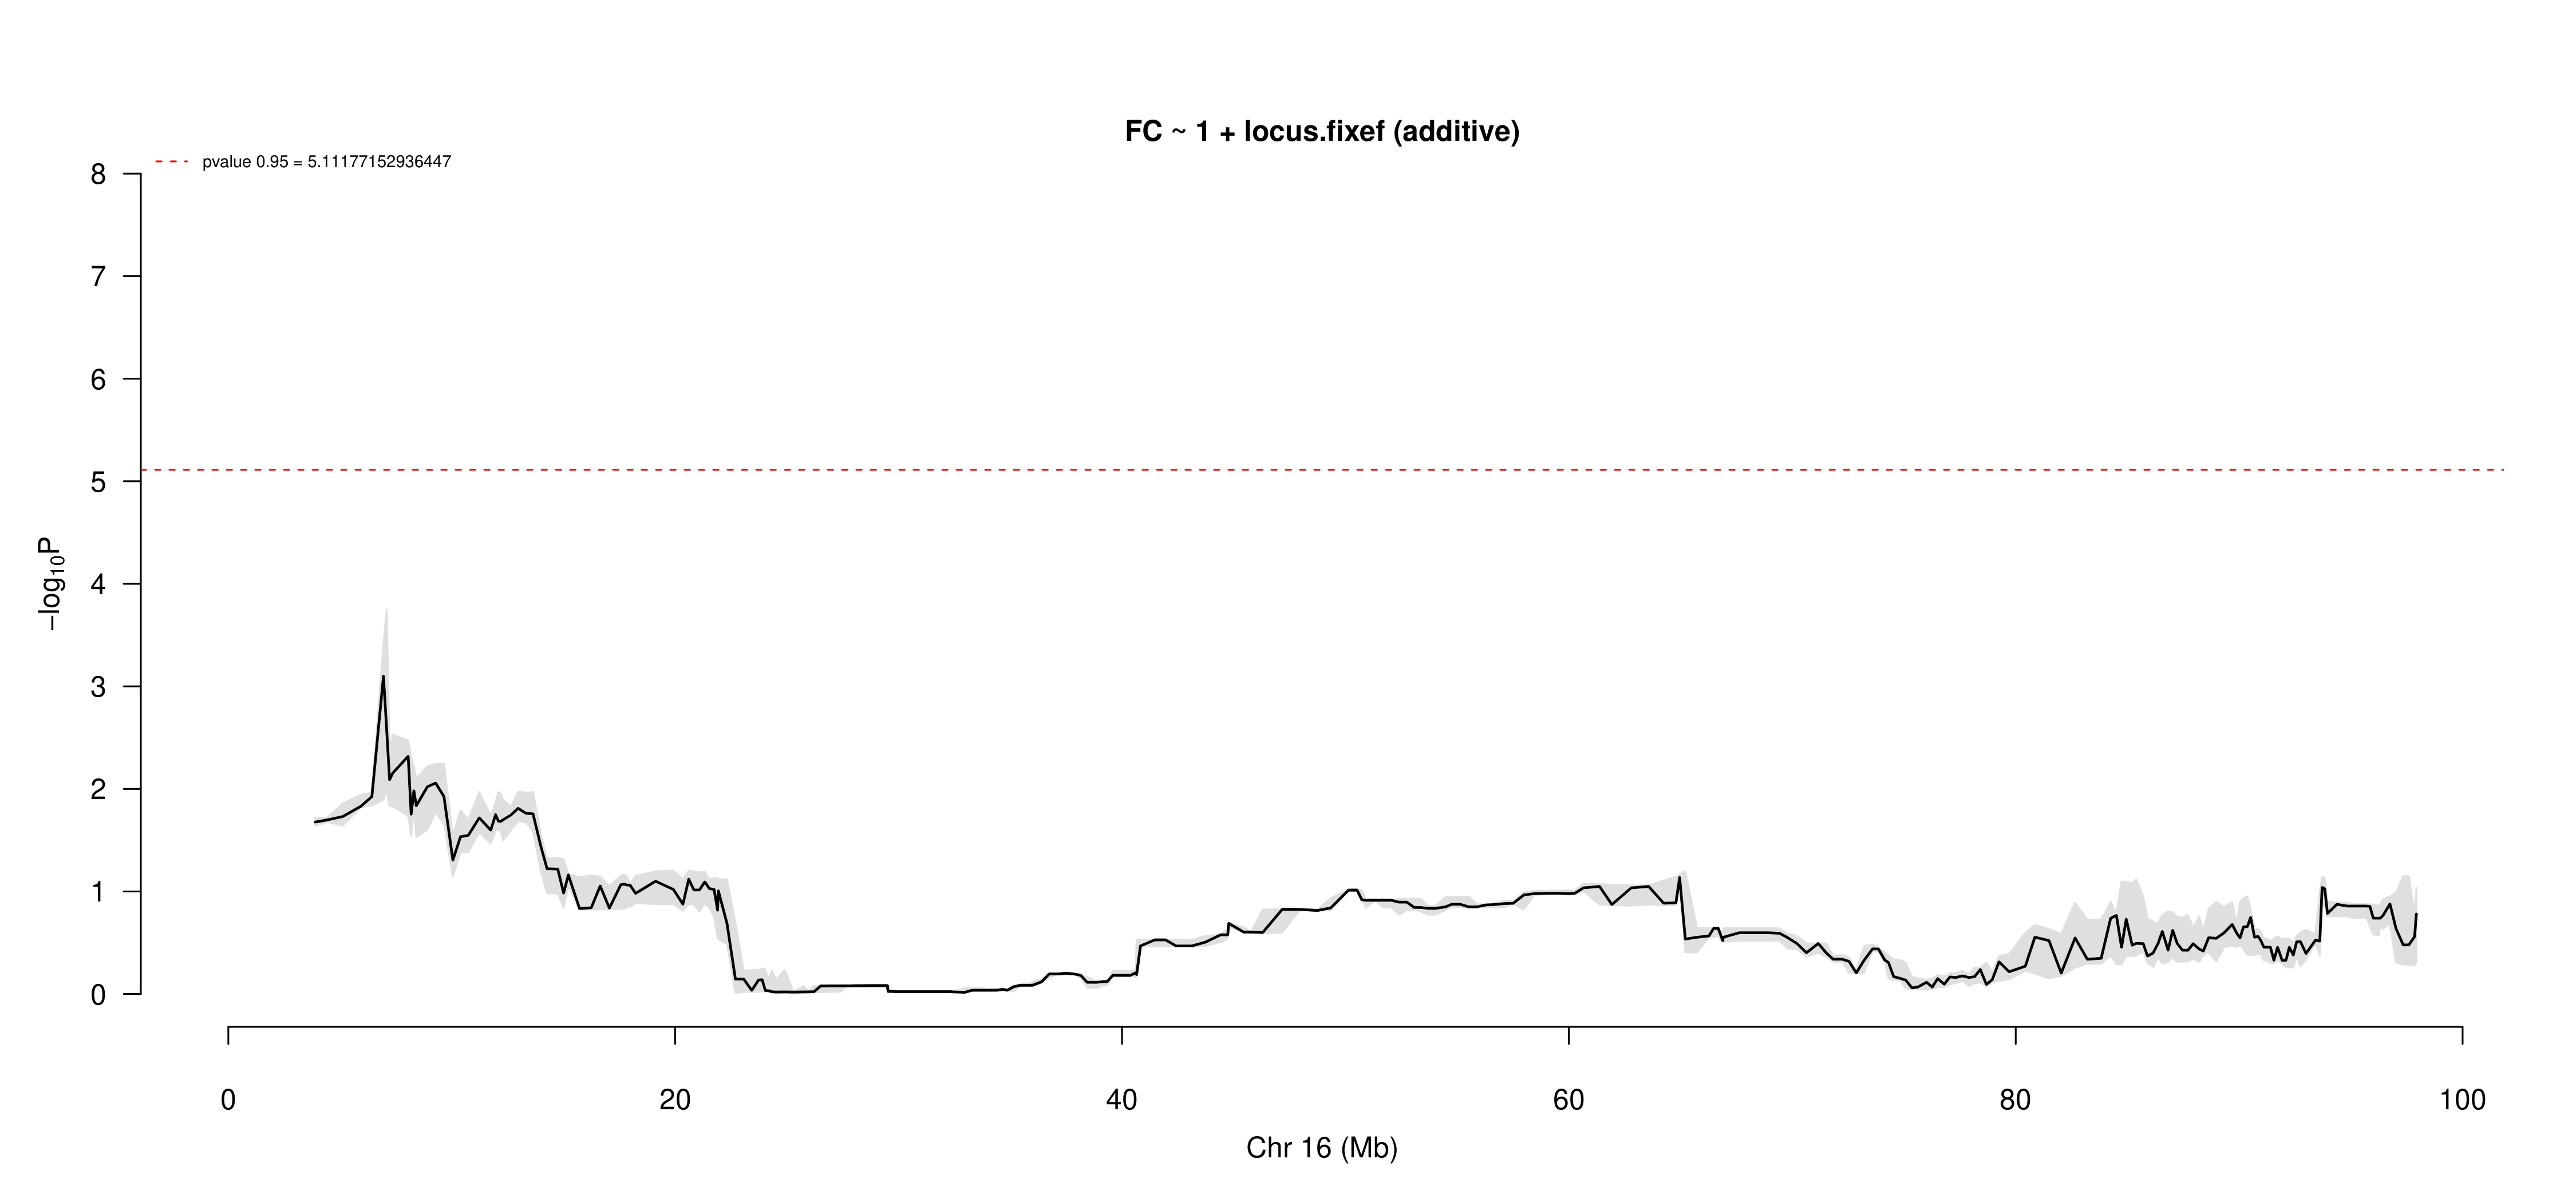 FC ~ 1 + locus.fixef (additive)
pvalue 0.95 = 5.11177152936447
8
7
6
5
4
3
2
1
0
−log10P
0 20 40 60 80 100
Chr 16 (Mb)